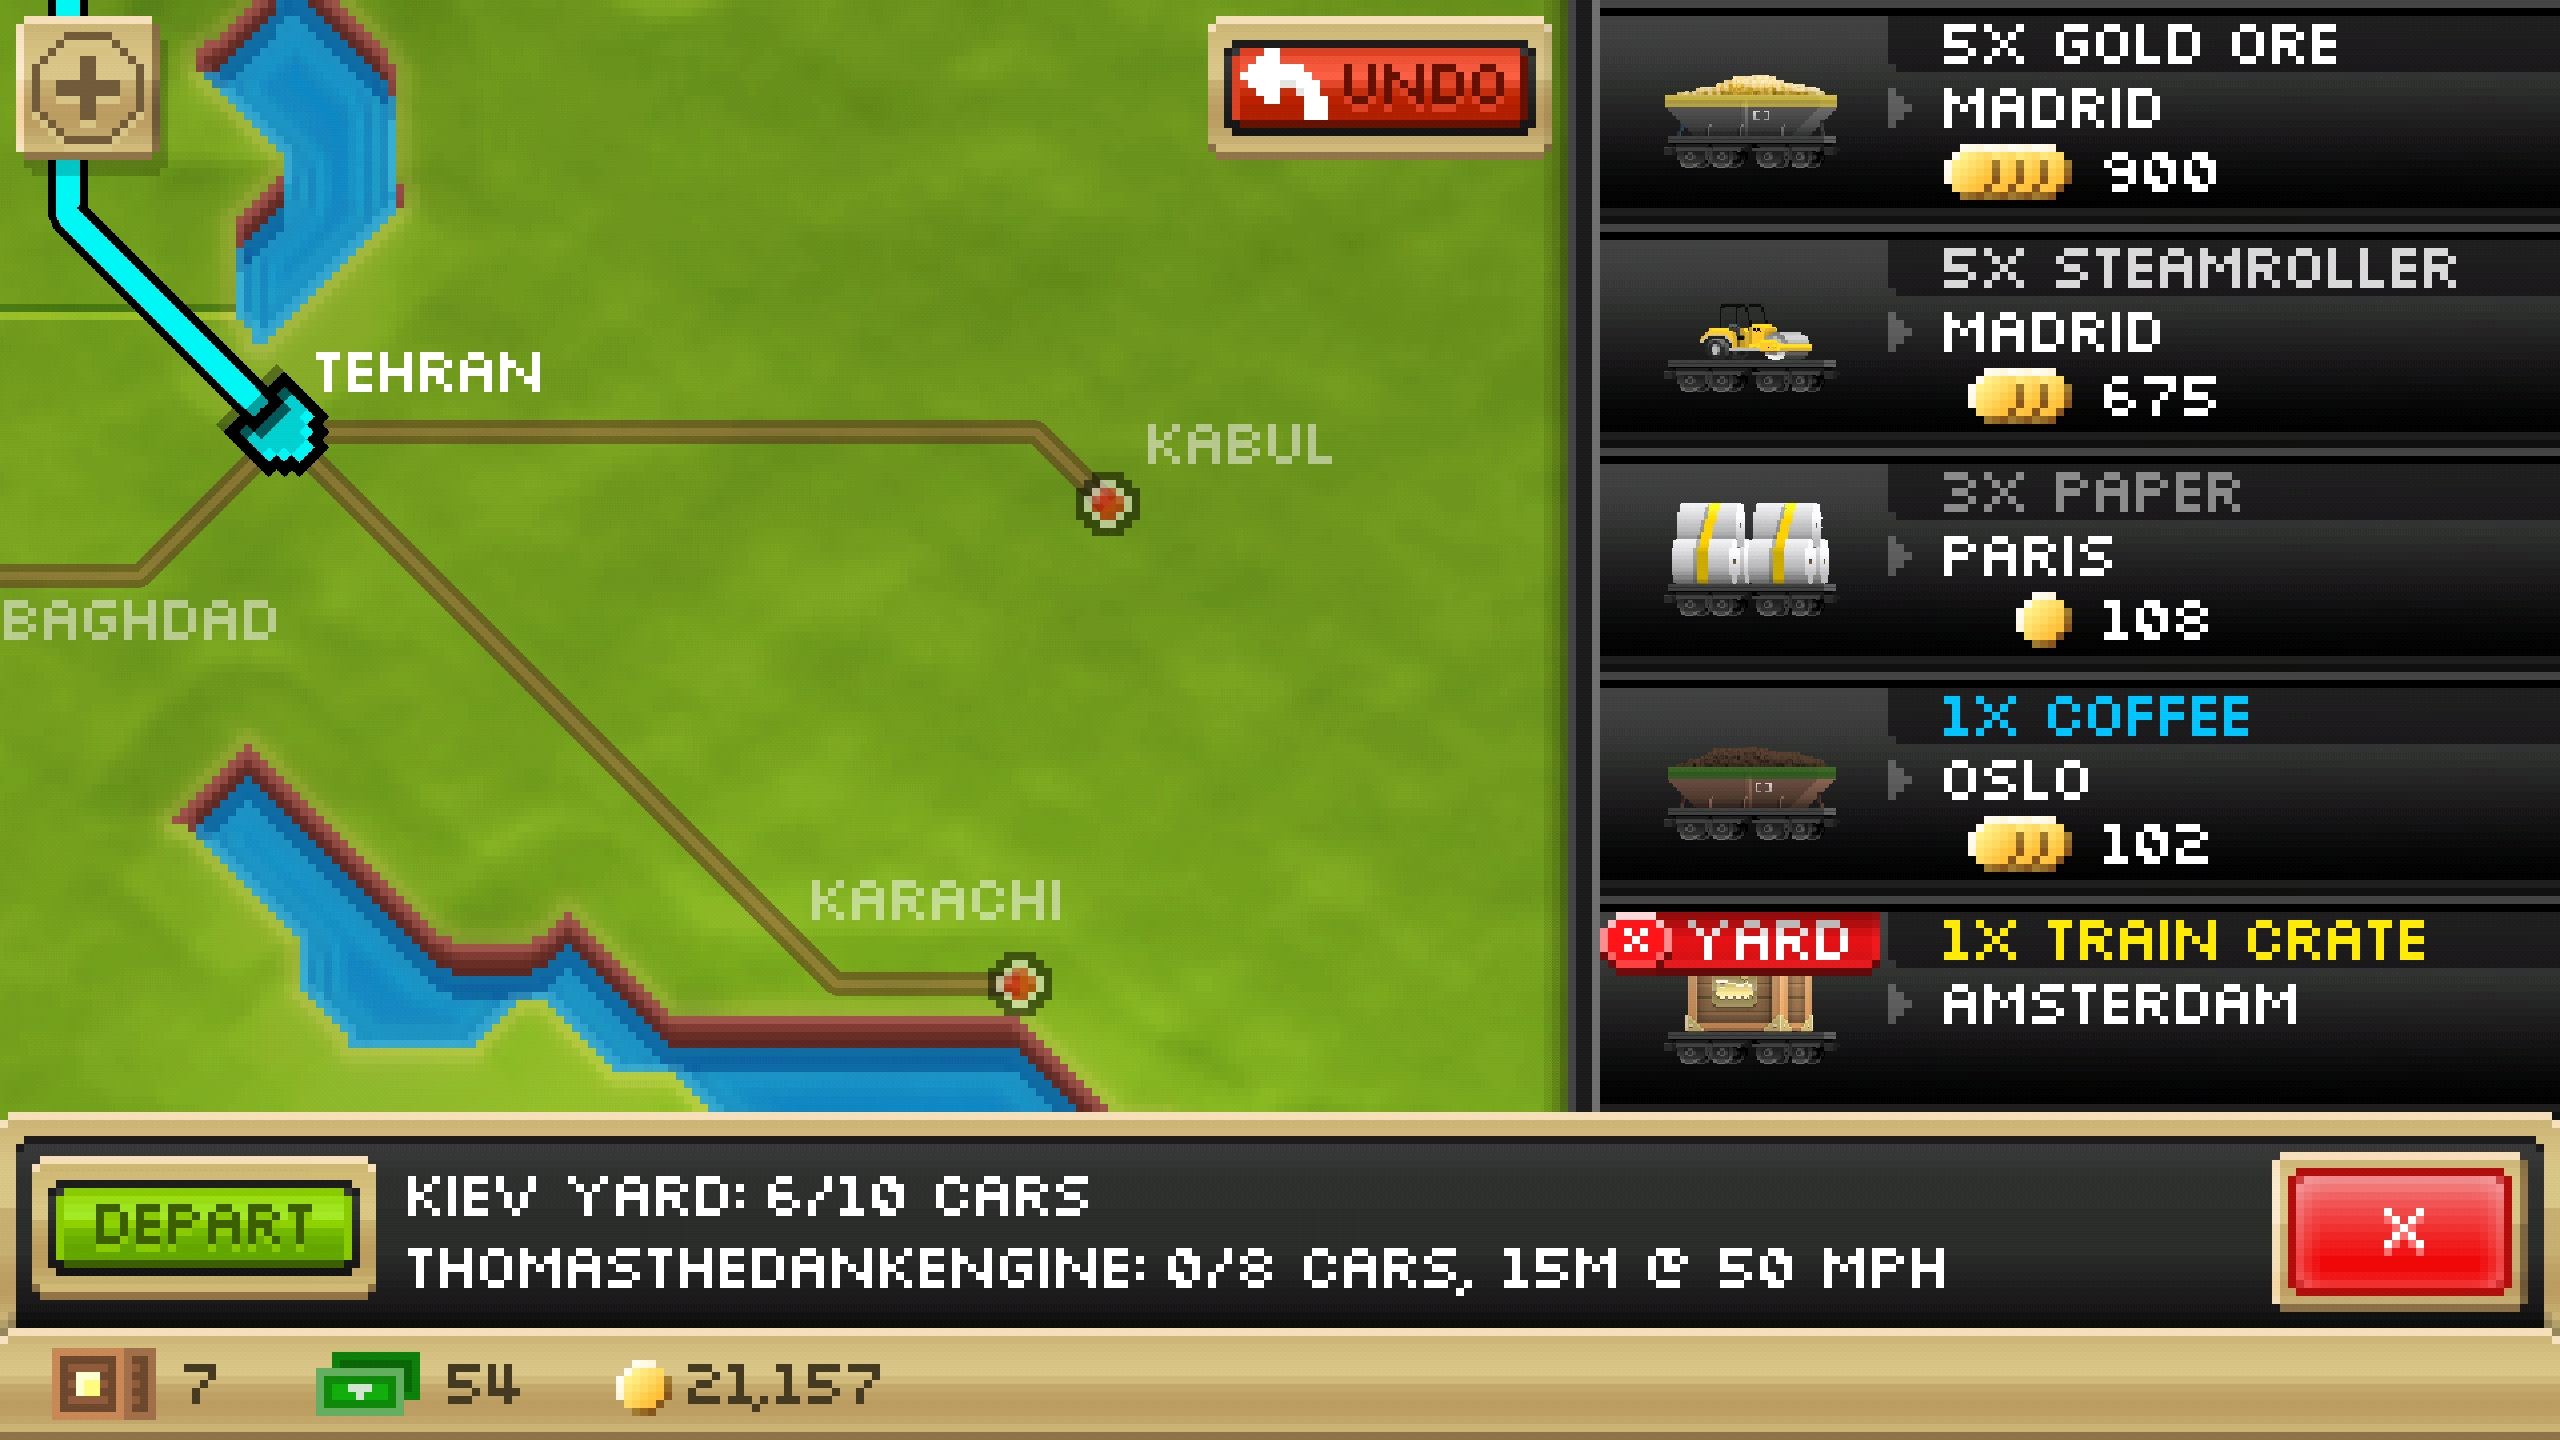 UNDO
TEHRAN
KABUL
BAGHDAD
KARACHI
5X GOLD ORE
MADRID
900
5X STEAMROLLER
MADRID
675
3X PAPER
PARIS
108
1X COFFEE
OSLO
102
X YARD
1X TRAIN CRATE
AMSTERDAM
DEPART
KIEV YARD: 6/10 CARS
THOMASTHEDANKENGINE: 0/8 CARS, 15M @ 50 MPH
X
7
54
21,157